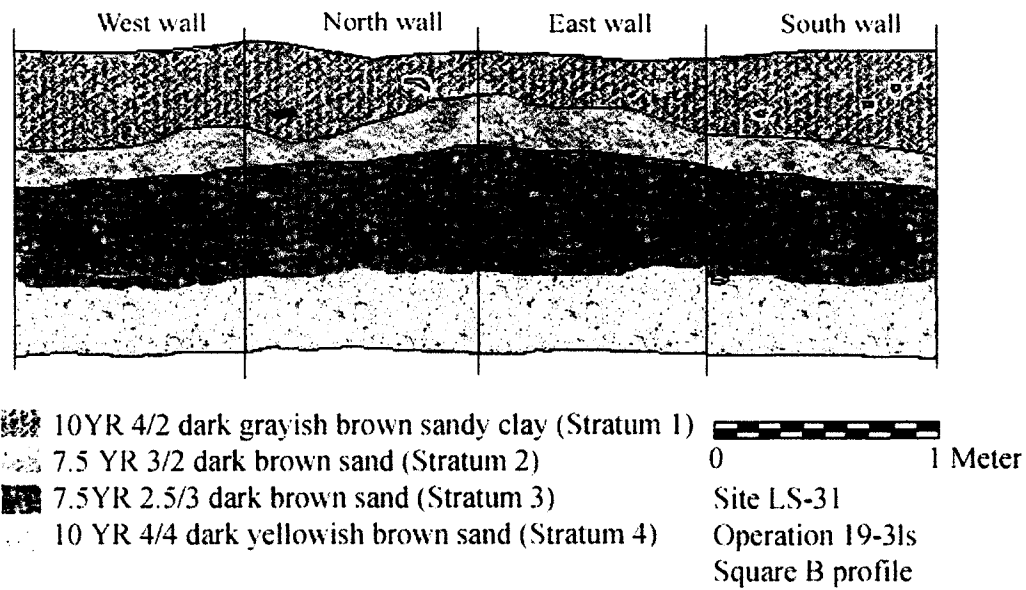 West wall North wall East wall South wall
10YR 4/2 dark grayish brown sandy clay (Stratum 1)
7.5 YR 3/2 dark brown sand (Stratum 2)
7.5YR 2.5/3 dark brown sand (Stratum 3)
10 YR 4/4 dark yellowish brown sand (Stratum 4)
0 1 Meter
Site LS-31
Operation 19-3ls
Square B profile